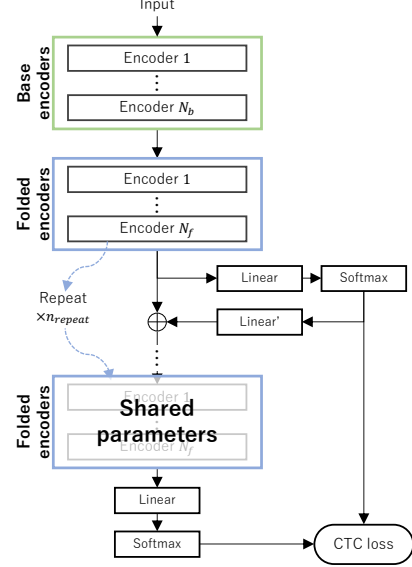 Input
Base
encoders
Encoder 1
⋮
Encoder N_b
Folded
encoders
Encoder 1
⋮
Encoder N_f
Linear
Softmax
Repeat
×n_repeat
Linear'
⋮
Folded
encoders
Encoder 1
Shared
parameters
Encoder N_f
Linear
Softmax
CTC loss